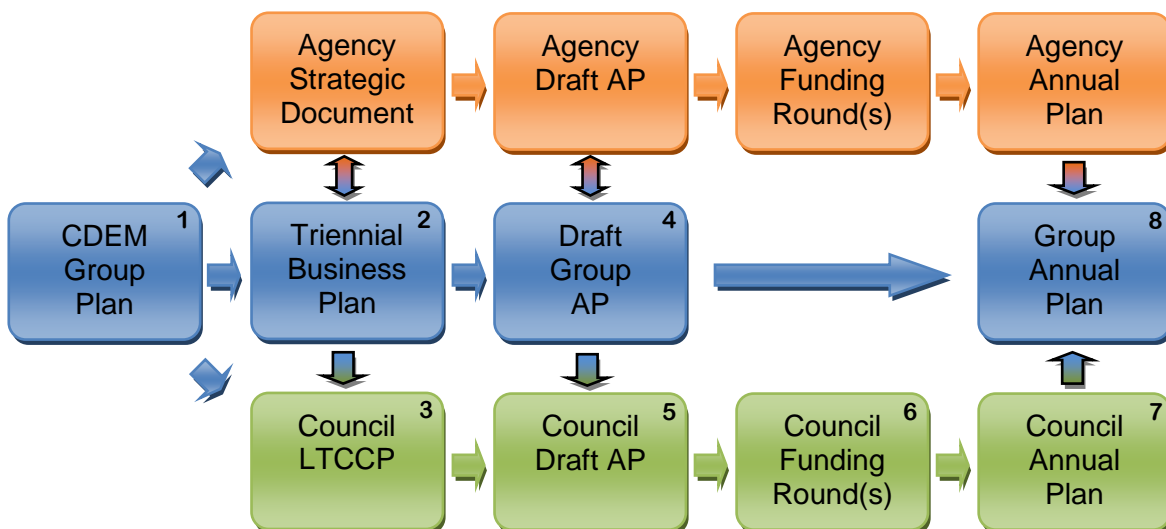 Agency
Strategic
Document
Agency
Draft AP
Agency
Funding
Round(s)
Agency
Annual
Plan
1
CDEM
Group
Plan
2
Triennial
Business
Plan
4
Draft
Group
AP
8
Group
Annual
Plan
3
Council
LTCCP
5
Council
Draft AP
6
Council
Funding
Round(s)
7
Council
Annual
Plan